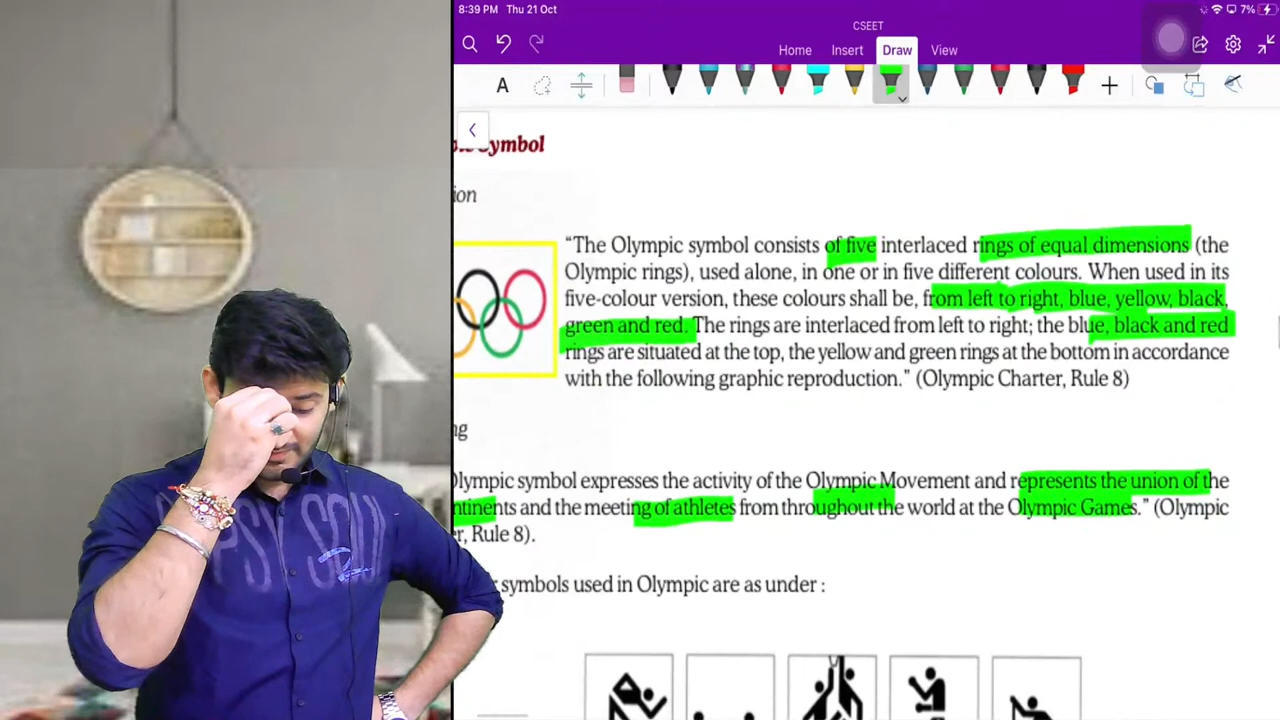 8:39 PM Thu 21 Oct
7%
CSEET
Home Insert Draw View
A
Symbol
ion
“The Olympic symbol consists of five interlaced rings of equal dimensions (the
Olympic rings), used alone, in one or in five different colours. When used in its
five-colour version, these colours shall be, from left to right, blue, yellow, black,
green and red. The rings are interlaced from left to right; the blue, black and red
rings are situated at the top, the yellow and green rings at the bottom in accordance
with the following graphic reproduction.” (Olympic Charter, Rule 8)
ng
Olympic symbol expresses the activity of the Olympic Movement and represents the union of the
ntinents and the meeting of athletes from throughout the world at the Olympic Games.” (Olympic
er, Rule 8).
symbols used in Olympic are as under :
PSY SOUL